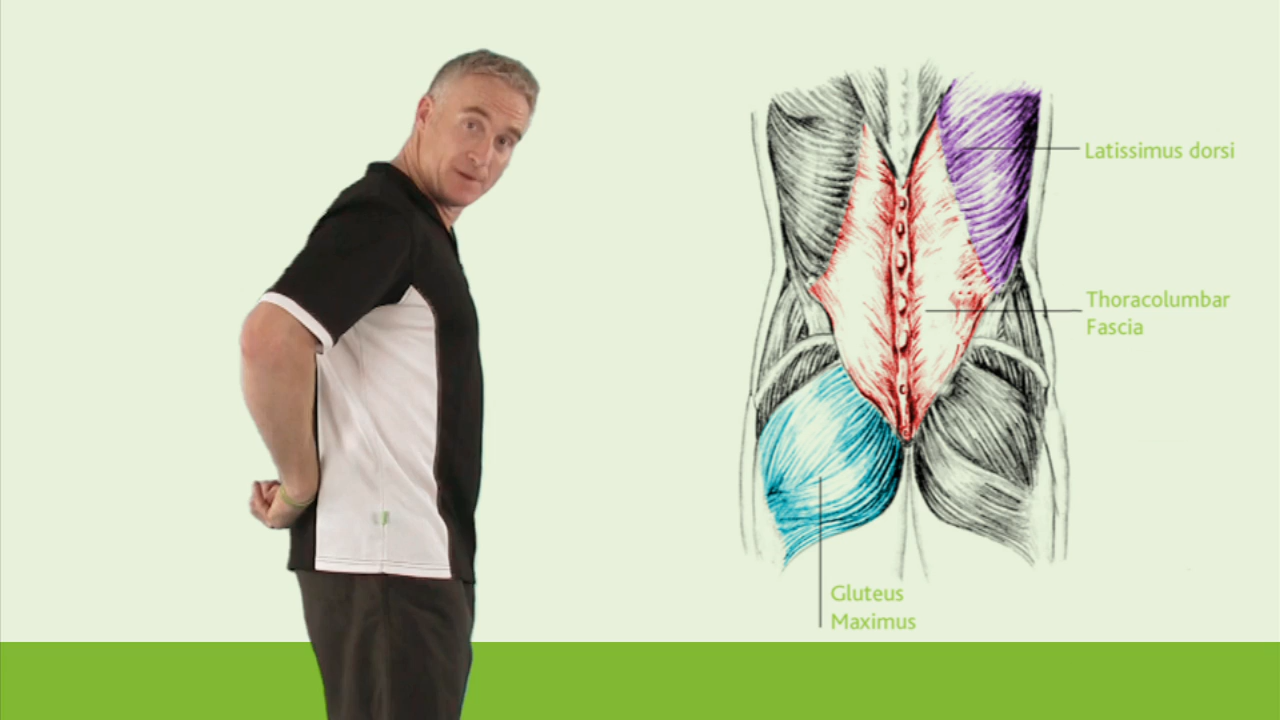 Latissimus dorsi
Thoracolumbar
Fascia
Gluteus
Maximus